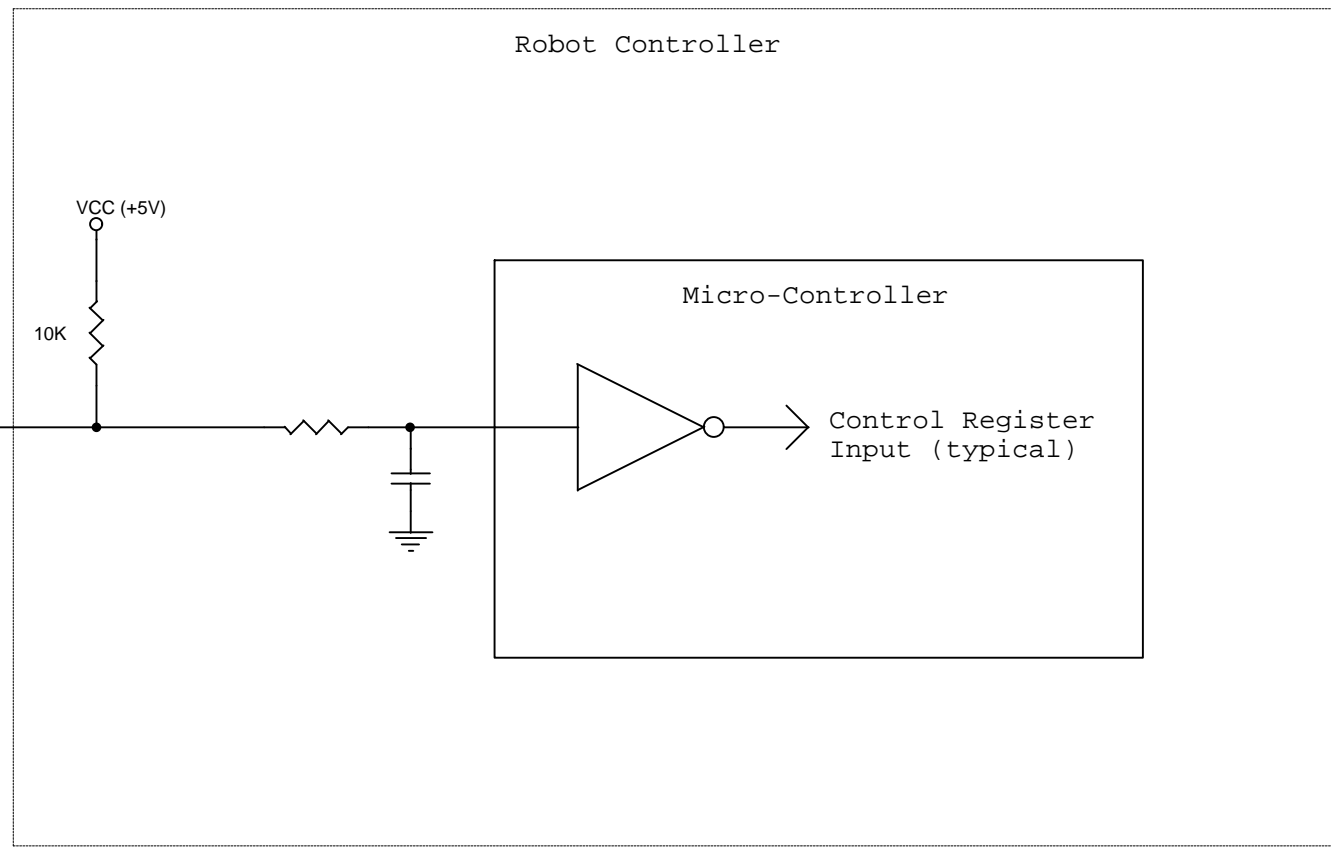 Robot Controller
VCC (+5V)
10K
Micro-Controller
Control Register
Input (typical)